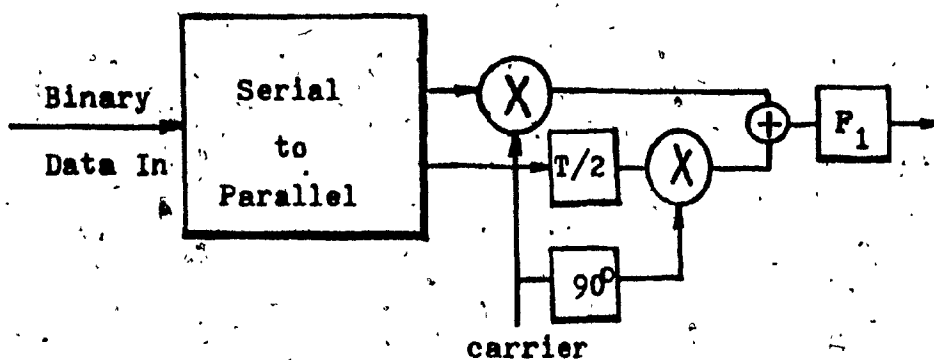 Binary
Data In
Serial
to
Parallel
X
+
F1
T/2
X
90°
carrier